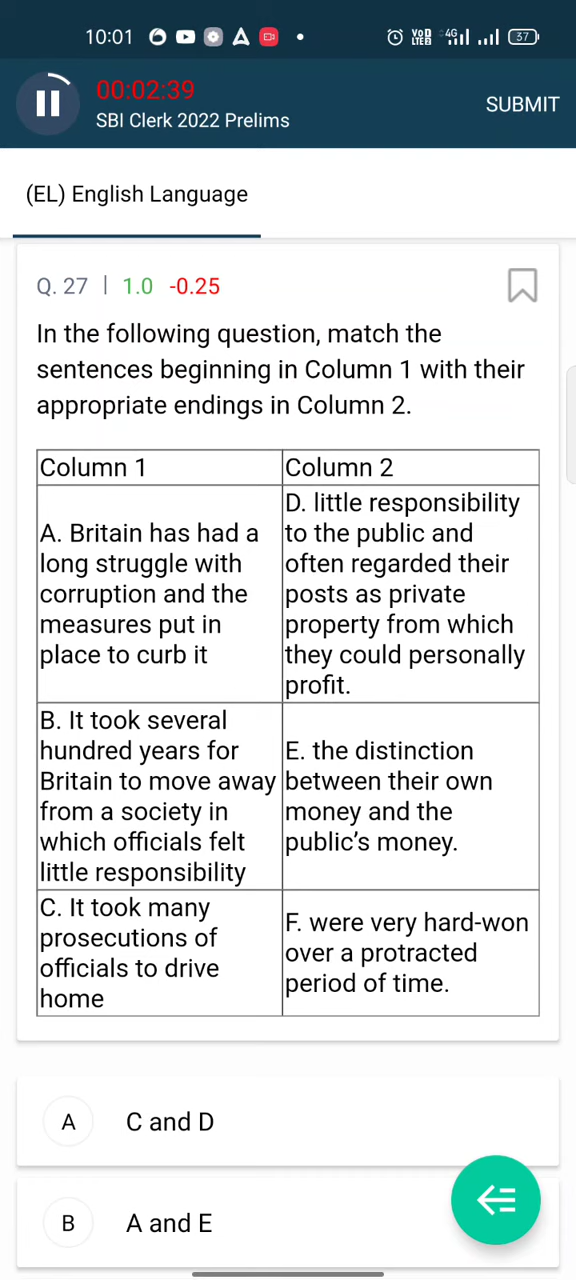 10:01
VoD LTE2 4G 37
00:02:39
SBI Clerk 2022 Prelims
SUBMIT
(EL) English Language
Q. 27 | 1.0 -0.25
In the following question, match the
sentences beginning in Column 1 with their
appropriate endings in Column 2.
Column 1
Column 2
A. Britain has had a
long struggle with
corruption and the
measures put in
place to curb it
D. little responsibility
to the public and
often regarded their
posts as private
property from which
they could personally
profit.
B. It took several
hundred years for
Britain to move away
from a society in
which officials felt
little responsibility
E. the distinction
between their own
money and the
public's money.
C. It took many
prosecutions of
officials to drive
home
F. were very hard-won
over a protracted
period of time.
A C and D
B A and E